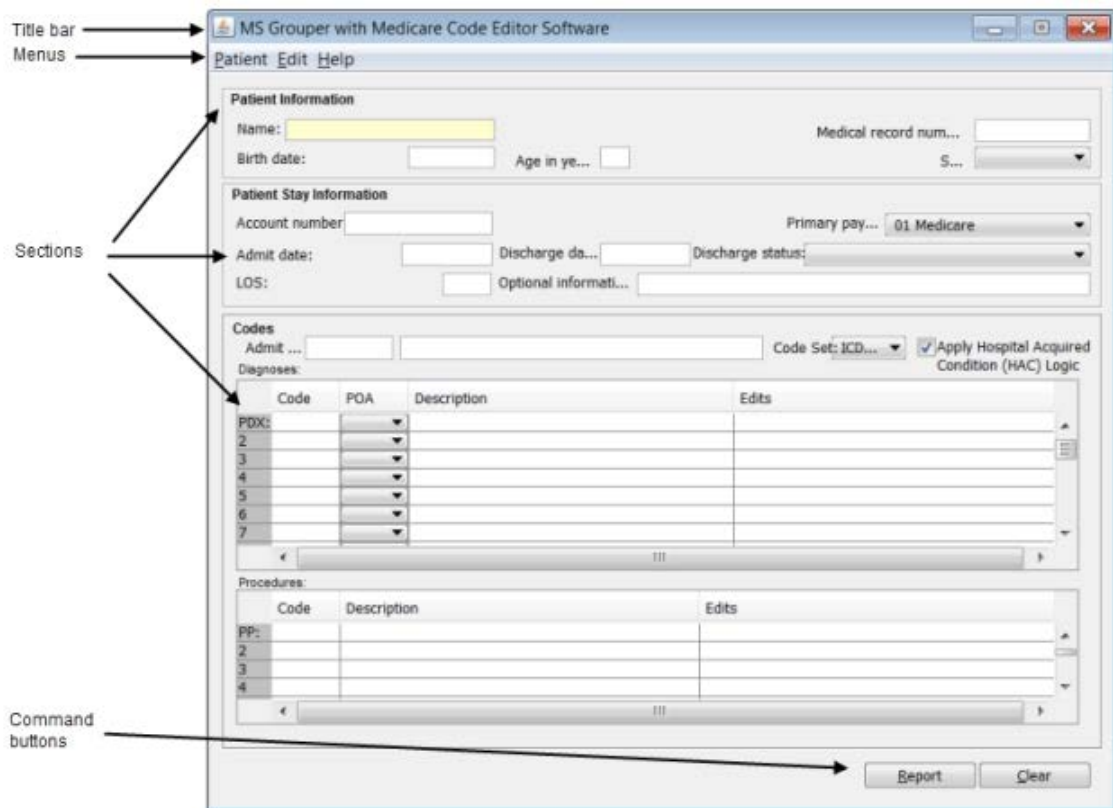 Title bar
MS Grouper with Medicare Code Editor Software
Menus
Patient Edit Help
Patient Information
Name:
Medical record num...
Birth date:
Age in ye...
S...
Patient Stay Information
Account number
Primary pay... 01 Medicare
Sections
Admit date:
Discharge da...
Discharge status:
LOS:
Optional informati...
Codes
Admit ...
Code Set: ICD...
Apply Hospital Acquired
Condition (HAC) Logic
Diagnoses:
Code POA Description Edits
PDX:
2
3
4
5
6
7
Procedures:
Code Description Edits
PP:
2
3
4
Command
buttons
Report Clear